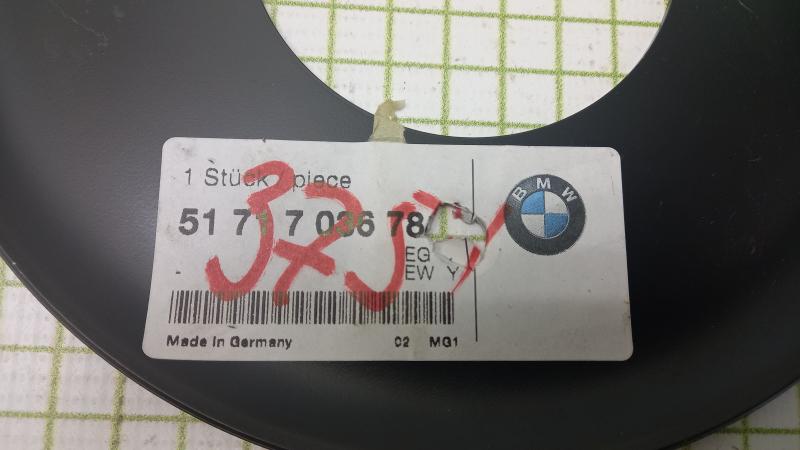 1 Stück / piece
51 71 7 036 78
EG
EW Y
Made in Germany 02 MG1
BMW